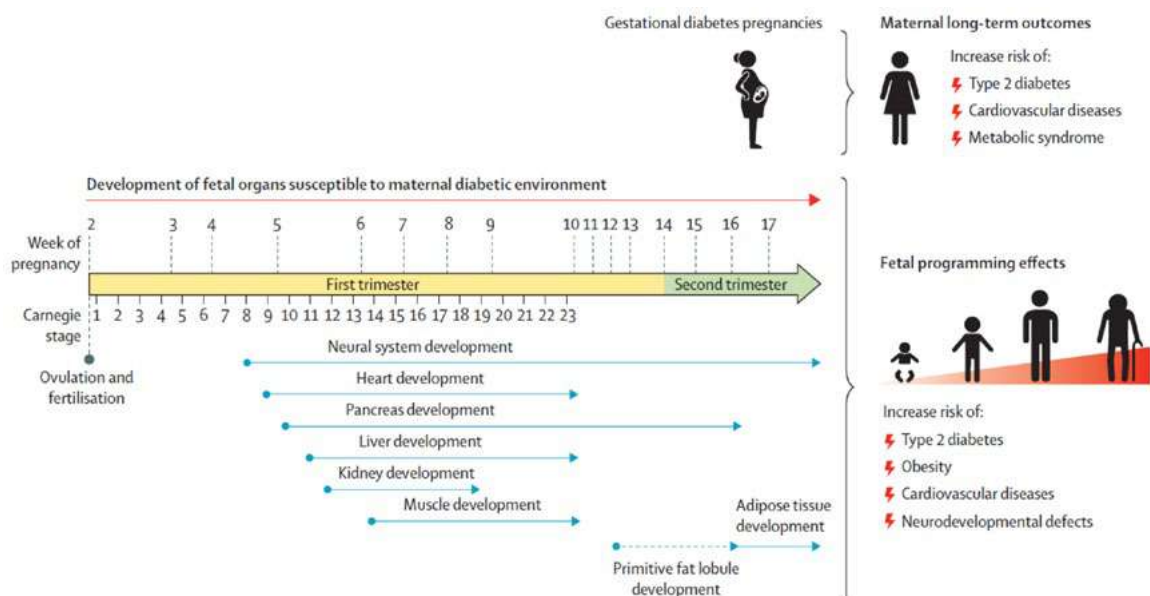 Gestational diabetes pregnancies
Maternal long-term outcomes
Increase risk of:
Type 2 diabetes
Cardiovascular diseases
Metabolic syndrome
Development of fetal organs susceptible to maternal diabetic environment
Week of
pregnancy
2 3 4 5 6 7 8 9 10 11 12 13 14 15 16 17
First trimester
Second trimester
Carnegie
stage
1 2 3 4 5 6 7 8 9 10 11 12 13 14 15 16 17 18 19 20 21 22 23
Ovulation and
fertilisation
Neural system development
Heart development
Pancreas development
Liver development
Kidney development
Muscle development
Adipose tissue
development
Primitive fat lobule
development
Fetal programming effects
Increase risk of:
Type 2 diabetes
Obesity
Cardiovascular diseases
Neurodevelopmental defects